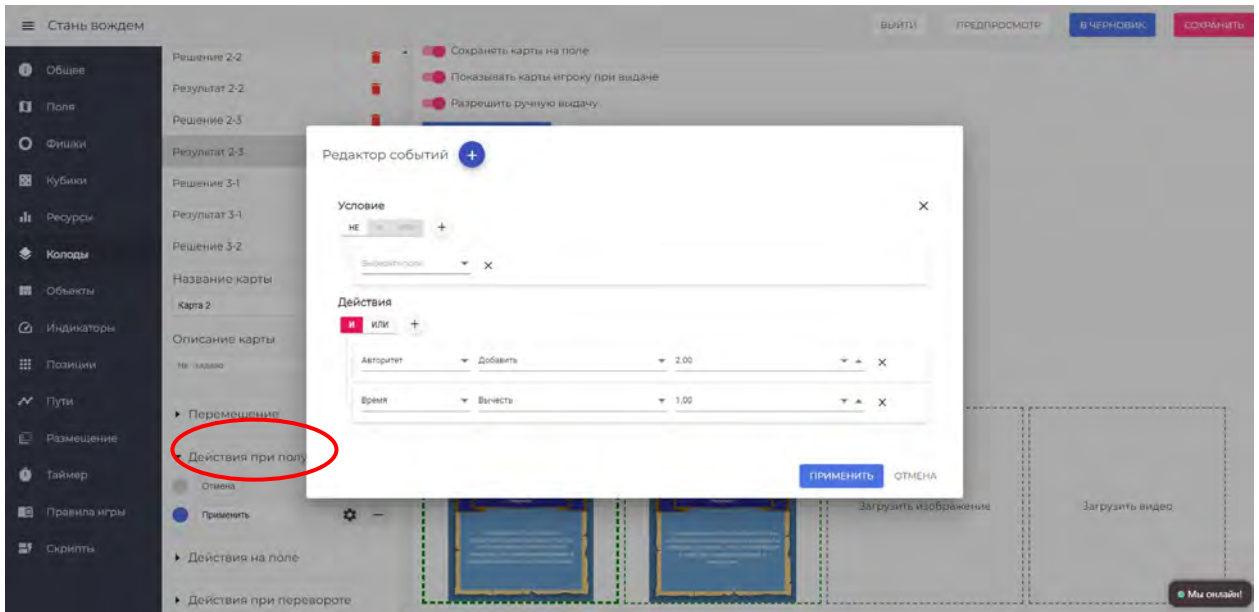 Стань вождем
ВЫЙТИ
ПРЕДПРОСМОТР
В ЧЕРНОВИК
СОХРАНИТЬ
Общее
Поля
Фишки
Кубики
Ресурсы
Колоды
Объекты
Индикаторы
Позиции
Пути
Размещение
Таймер
Правила игры
Скрипты
Решение 2-2
Результат 2-2
Решение 2-3
Результат 2-3
Решение 3-1
Результат 3-1
Решение 3-2
Название карты
Карта 2
Описание карты
Не задано
Перемещение
Действия при полу
Отмена
Применить
Действия на поле
Действия при перевороте
Сохранять карты на поле
Показывать карты игроку при выдаче
Разрешить ручную выдачу
Редактор событий
Условие
НЕ И ИЛИ
Выберите поле
Действия
И ИЛИ
Авторитет Добавить 2,00
Время Вычесть 1,00
ПРИМЕНИТЬ ОТМЕНА
Загрузить изображение
Загрузить видео
Мы онлайн!